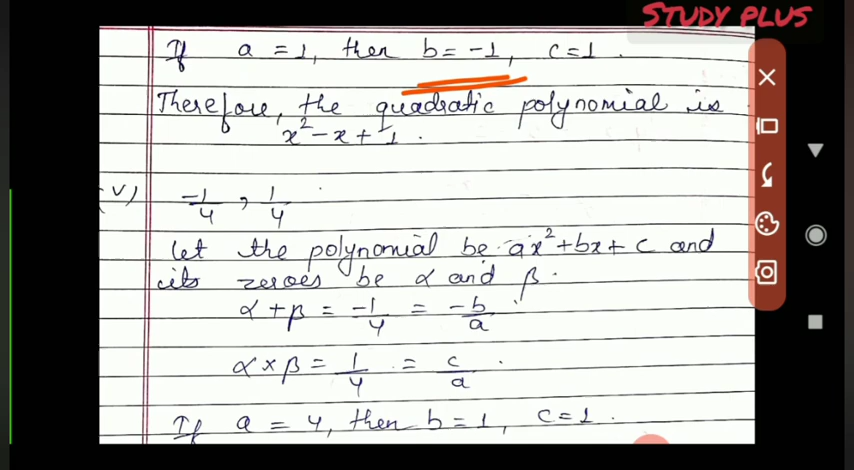 STUDY PLUS
If a = 1, then b = -1, c = 1.
Therefore, the quadratic polynomial is
x² - x + 1.
(v) -1/4, 1/4
Let the polynomial be ax² + bx + c and
its zeroes be α and β.
α + β = -1/4 = -b/a
α × β = 1/4 = c/a
If a = 4, then b = 1, c = 1.